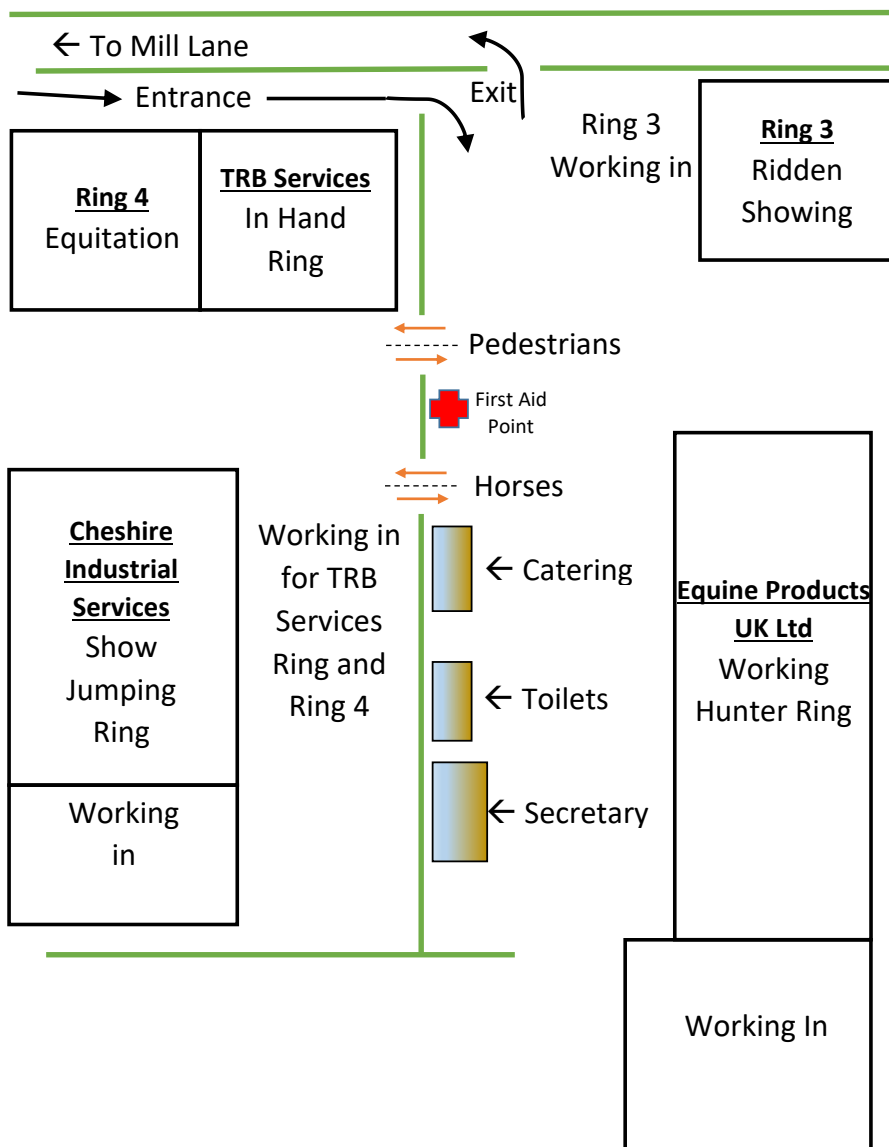 ← To Mill Lane
Entrance
Exit
Ring 4
Equitation
TRB Services
In Hand
Ring
Ring 3
Working in
Ring 3
Ridden
Showing
Pedestrians
First Aid
Point
Horses
Cheshire
Industrial
Services
Show
Jumping
Ring
Working
in
Working in
for TRB
Services
Ring and
Ring 4
← Catering
← Toilets
← Secretary
Equine Products
UK Ltd
Working
Hunter Ring
Working In